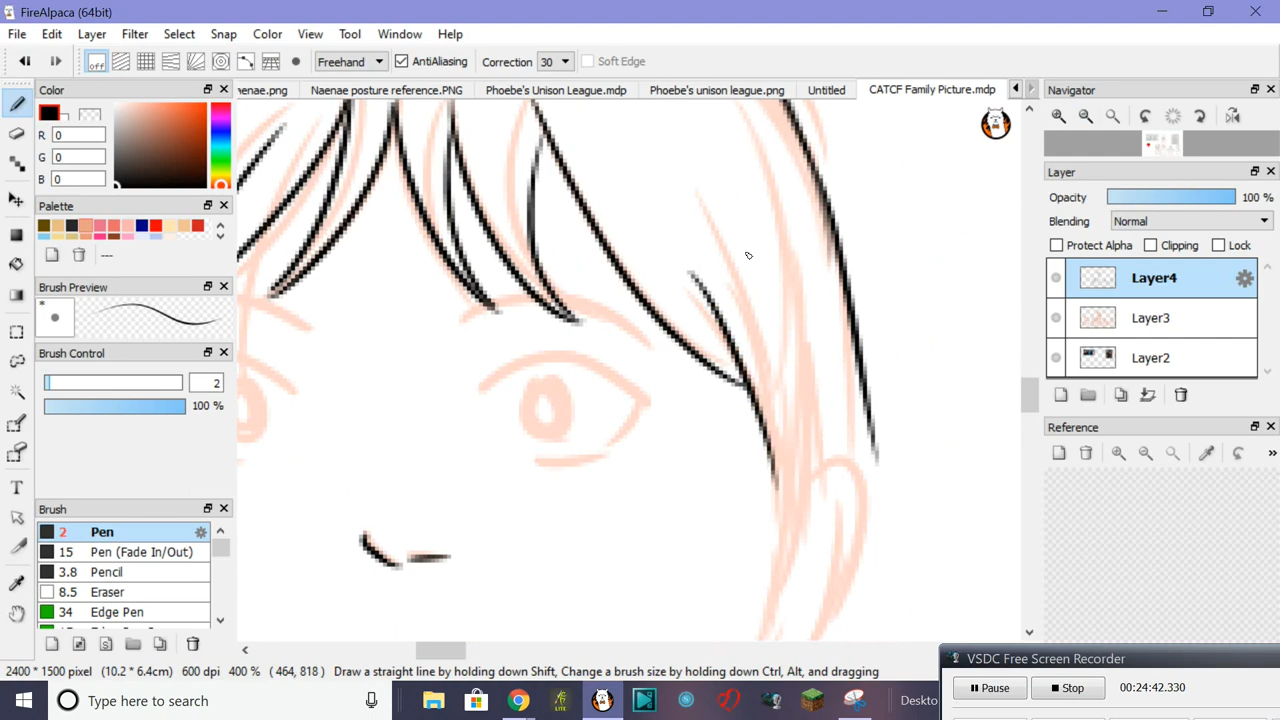 FireAlpaca (64bit)
File Edit Layer Filter Select Snap Color View Tool Window Help
off Freehand AntiAliasing Correction 30 Soft Edge
Color
enae.png Naenae posture reference.PNG Phoebe's Unison League.mdp Phoebe's unison league.png Untitled CATCF Family Picture.mdp
Navigator
R 0
G 0
B 0
Layer
Opacity 100 %
Blending Normal
Protect Alpha Clipping Lock
Layer4
Layer3
Layer2
Palette
---
Brush Preview
Brush Control
2
100 %
Reference
Brush
2 Pen
15 Pen (Fade In/Out)
3.8 Pencil
8.5 Eraser
34 Edge Pen
2400 * 1500 pixel (10.2 * 6.4cm) 600 dpi 400 % ( 464, 818 ) Draw a straight line by holding down Shift, Change a brush size by holding down Ctrl, Alt, and dragging
VSDC Free Screen Recorder
Pause Stop 00:24:42.330
Type here to search
LITE
Deskto